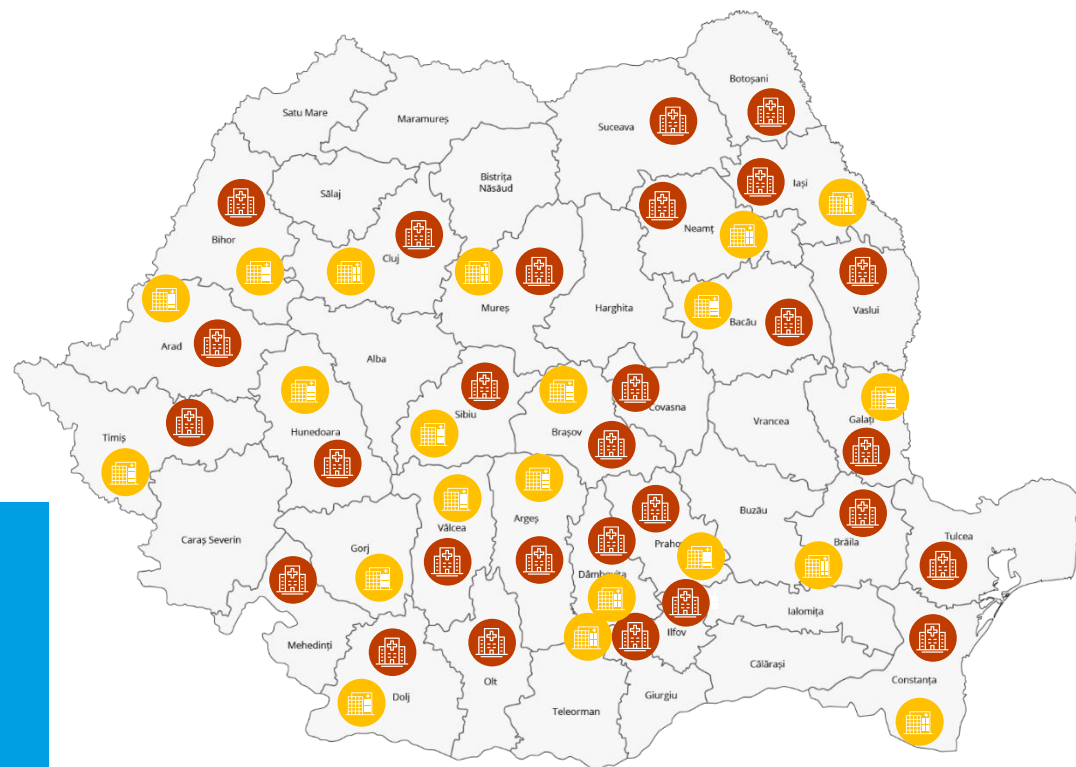 Botoșani
Satu Mare
Maramureș
Suceava
Bistrița
Năsăud
Sălaj
Iași
Neamț
Bihor
Cluj
Mureș
Harghita
Bacău
Vaslui
Arad
Alba
Timiș
Hunedoara
Sibiu
Brașov
Covasna
Vrancea
Galați
Caraș Severin
Gorj
Vâlcea
Argeș
Prahov
Buzău
Brăila
Tulcea
Dâmbovița
Ialomița
Mehedinți
Ilfov
Călărași
Constanța
Dolj
Olt
Teleorman
Giurgiu